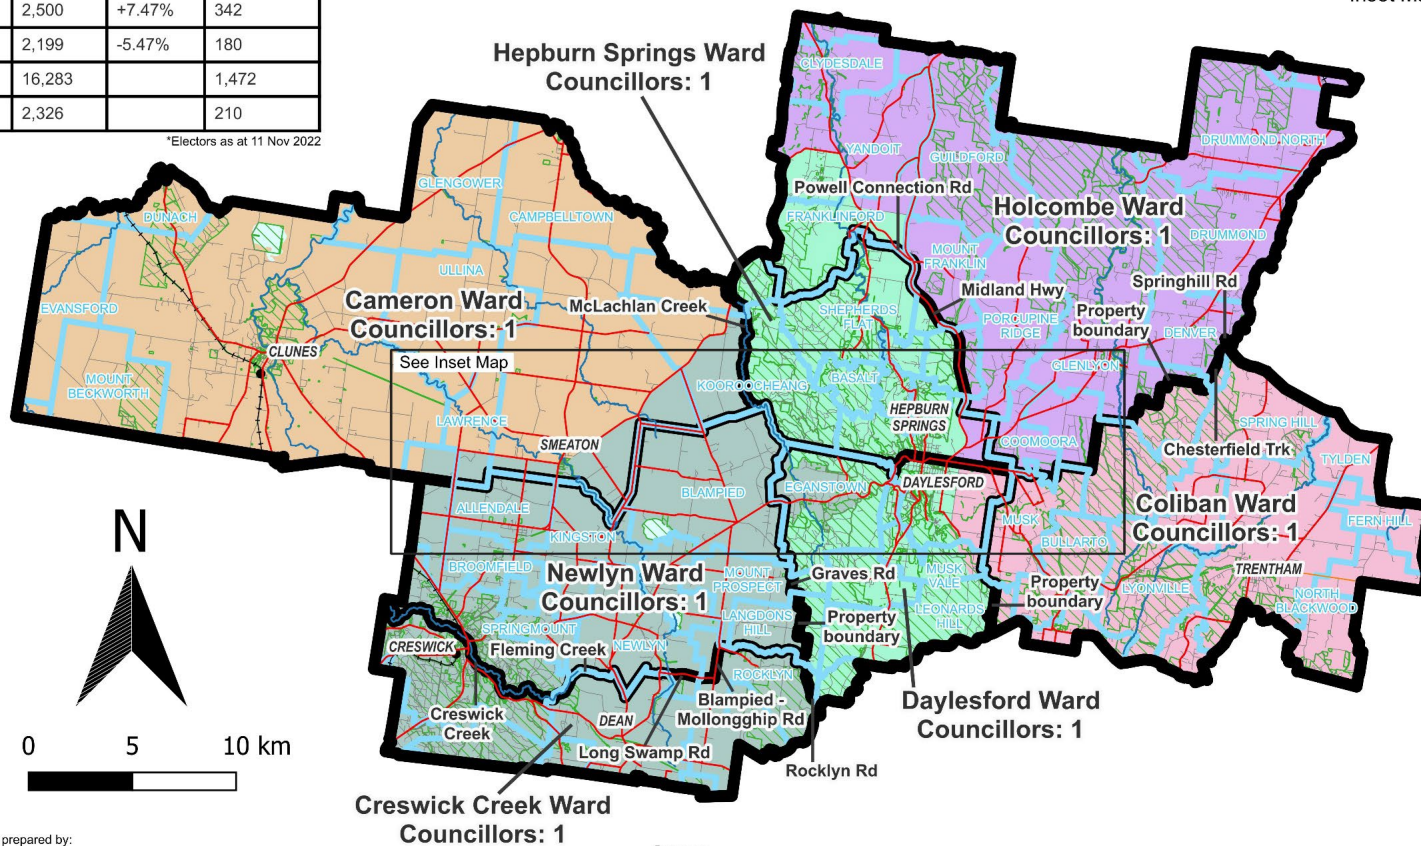 2,500 +7.47% 342
2,199 -5.47% 180
16,283 1,472
2,326 210
*Electors as at 11 Nov 2022
Hepburn Springs Ward
Councillors: 1
CLYDESDALE
DRUMMOND NORTH
YANDOIT
GUILDFORD
GLENGOWER
DUNACH
CAMPBELLTOWN
Powell Connection Rd
FRANKLINFORD
Holcombe Ward
Councillors: 1
DRUMMOND
MOUNT
FRANKLIN
ULLINA
Springhill Rd
Midland Hwy
Cameron Ward
Councillors: 1
McLachlan Creek
EVANSFORD
SHEPHERDS
FLAT
PORCUPINE
RIDGE
Property
boundary
DENVER
CLUNES
See Inset Map
GLENLYON
MOUNT
BECKWORTH
KOOROOCHEANG
BASALT
LAWRENCE
HEPBURN
SPRINGS
SPRING HILL
SMEATON
COOMOORA
Chesterfield Trk
TYLDEN
EGANSTOWN
DAYLESFORD
BLAMPIED
ALLENDALE
Coliban Ward
Councillors: 1
MUSK
FERN HILL
N
KINGSTON
BULLARTO
BROOMFIELD
Newlyn Ward
Councillors: 1
MOUNT
PROSPECT
Graves Rd
MUSK
VALE
TRENTHAM
Property
boundary
LYONVILLE
NORTH
BLACKWOOD
LANGDONS
HILL
Property
boundary
LEONARDS
HILL
SPRINGMOUNT
CRESWICK
Fleming Creek
NEWLYN
ROCKLYN
Blampied -
Mollongghip Rd
Daylesford Ward
Councillors: 1
Creswick
Creek
DEAN
0 5 10 km
Long Swamp Rd
Rocklyn Rd
Creswick Creek Ward
Councillors: 1
prepared by: